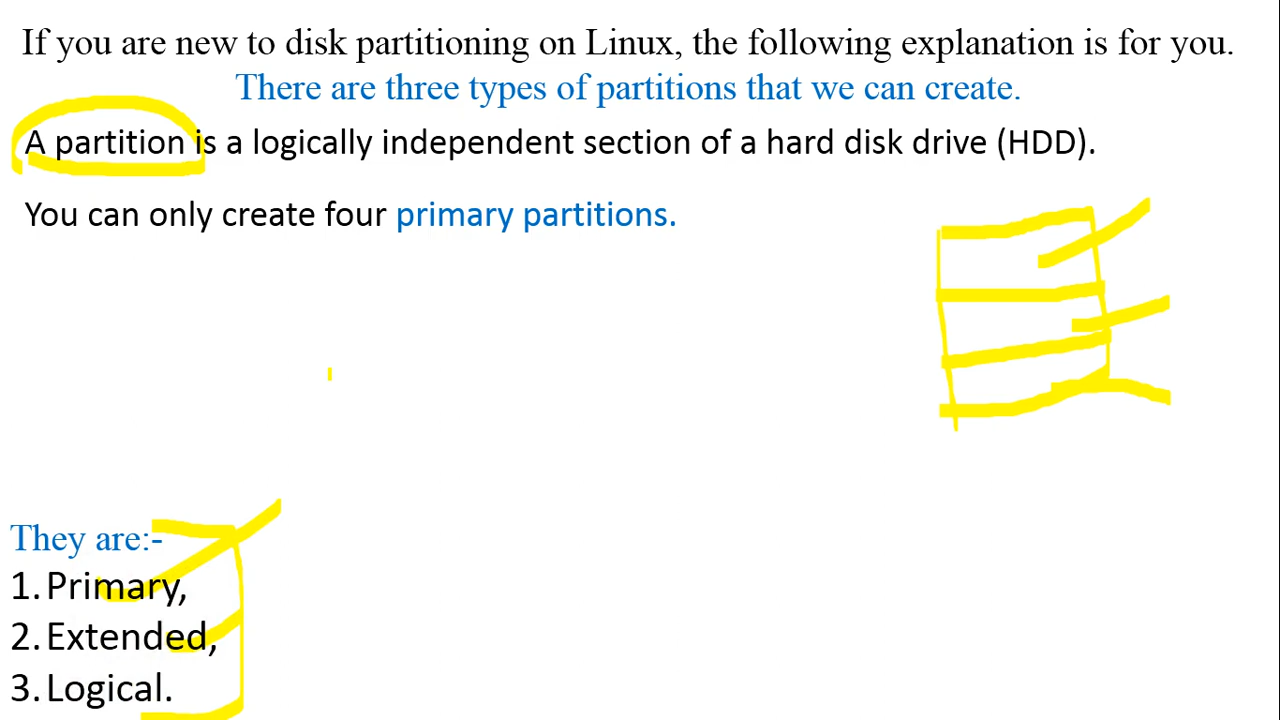 If you are new to disk partitioning on Linux, the following explanation is for you.
There are three types of partitions that we can create.
A partition is a logically independent section of a hard disk drive (HDD).
You can only create four primary partitions.
They are:-
1. Primary,
2. Extended,
3. Logical.